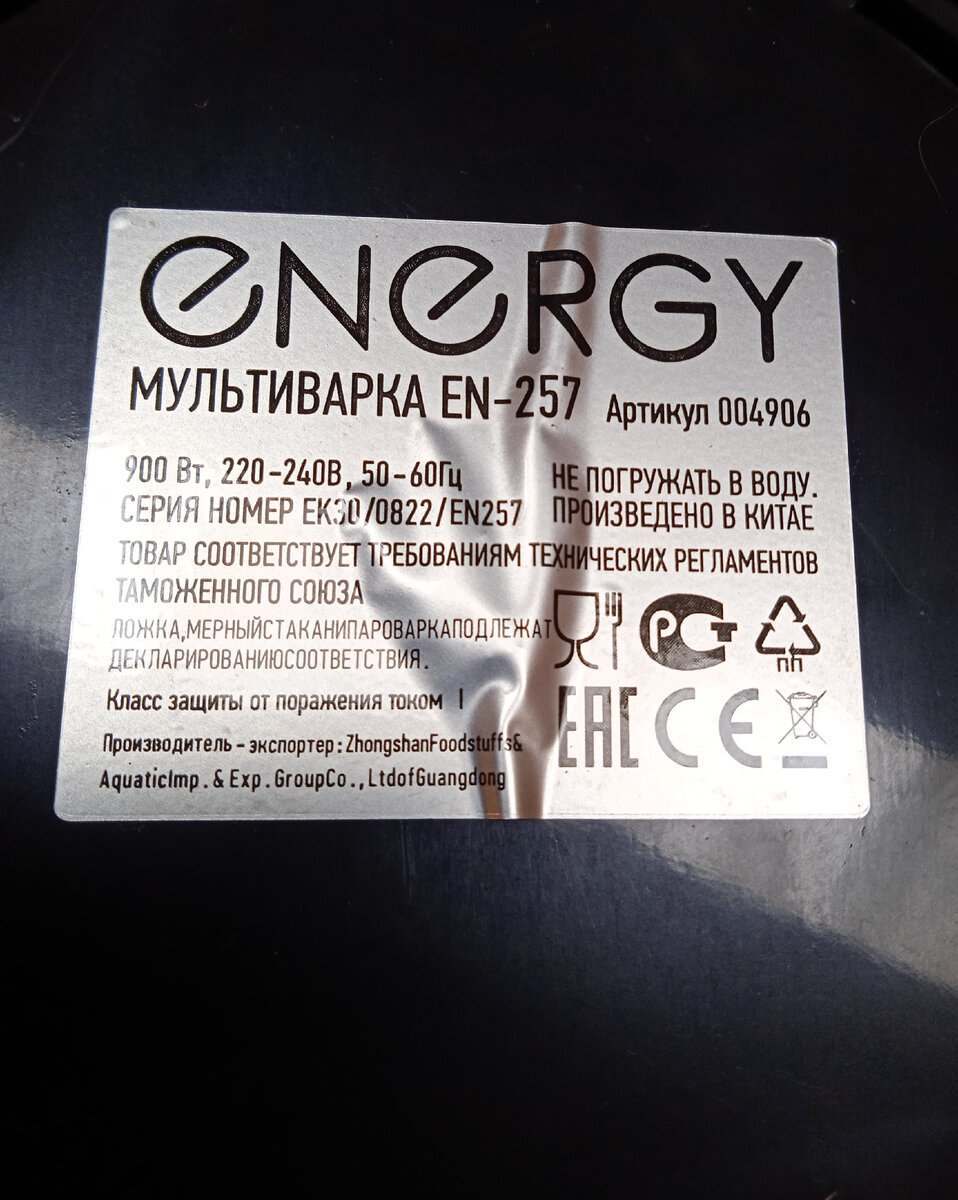 eNeRGY
МУЛЬТИВАРКА EN-257 Артикул 004906
900 Вт, 220-240В, 50-60Гц
СЕРИЯ НОМЕР EK30/0822/EN257
НЕ ПОГРУЖАТЬ В ВОДУ.
ПРОИЗВЕДЕНО В КИТАЕ
ТОВАР СООТВЕТСТВУЕТ ТРЕБОВАНИЯМ ТЕХНИЧЕСКИХ РЕГЛАМЕНТОВ
ТАМОЖЕННОГО СОЮЗА
ЛОЖКА,МЕРНЫЙСТАКАНИПАРОВАРКАПОДЛЕЖАТ
ДЕКЛАРИРОВАНИЮСООТВЕТСТВИЯ.
РСТ
ПП
Класс защиты от поражения током I
EAC CE
Производитель-экспортер:ZhongshanFoodstuffs&
AquaticImp.&Exp.GroupCo.,LtdofGuangdong